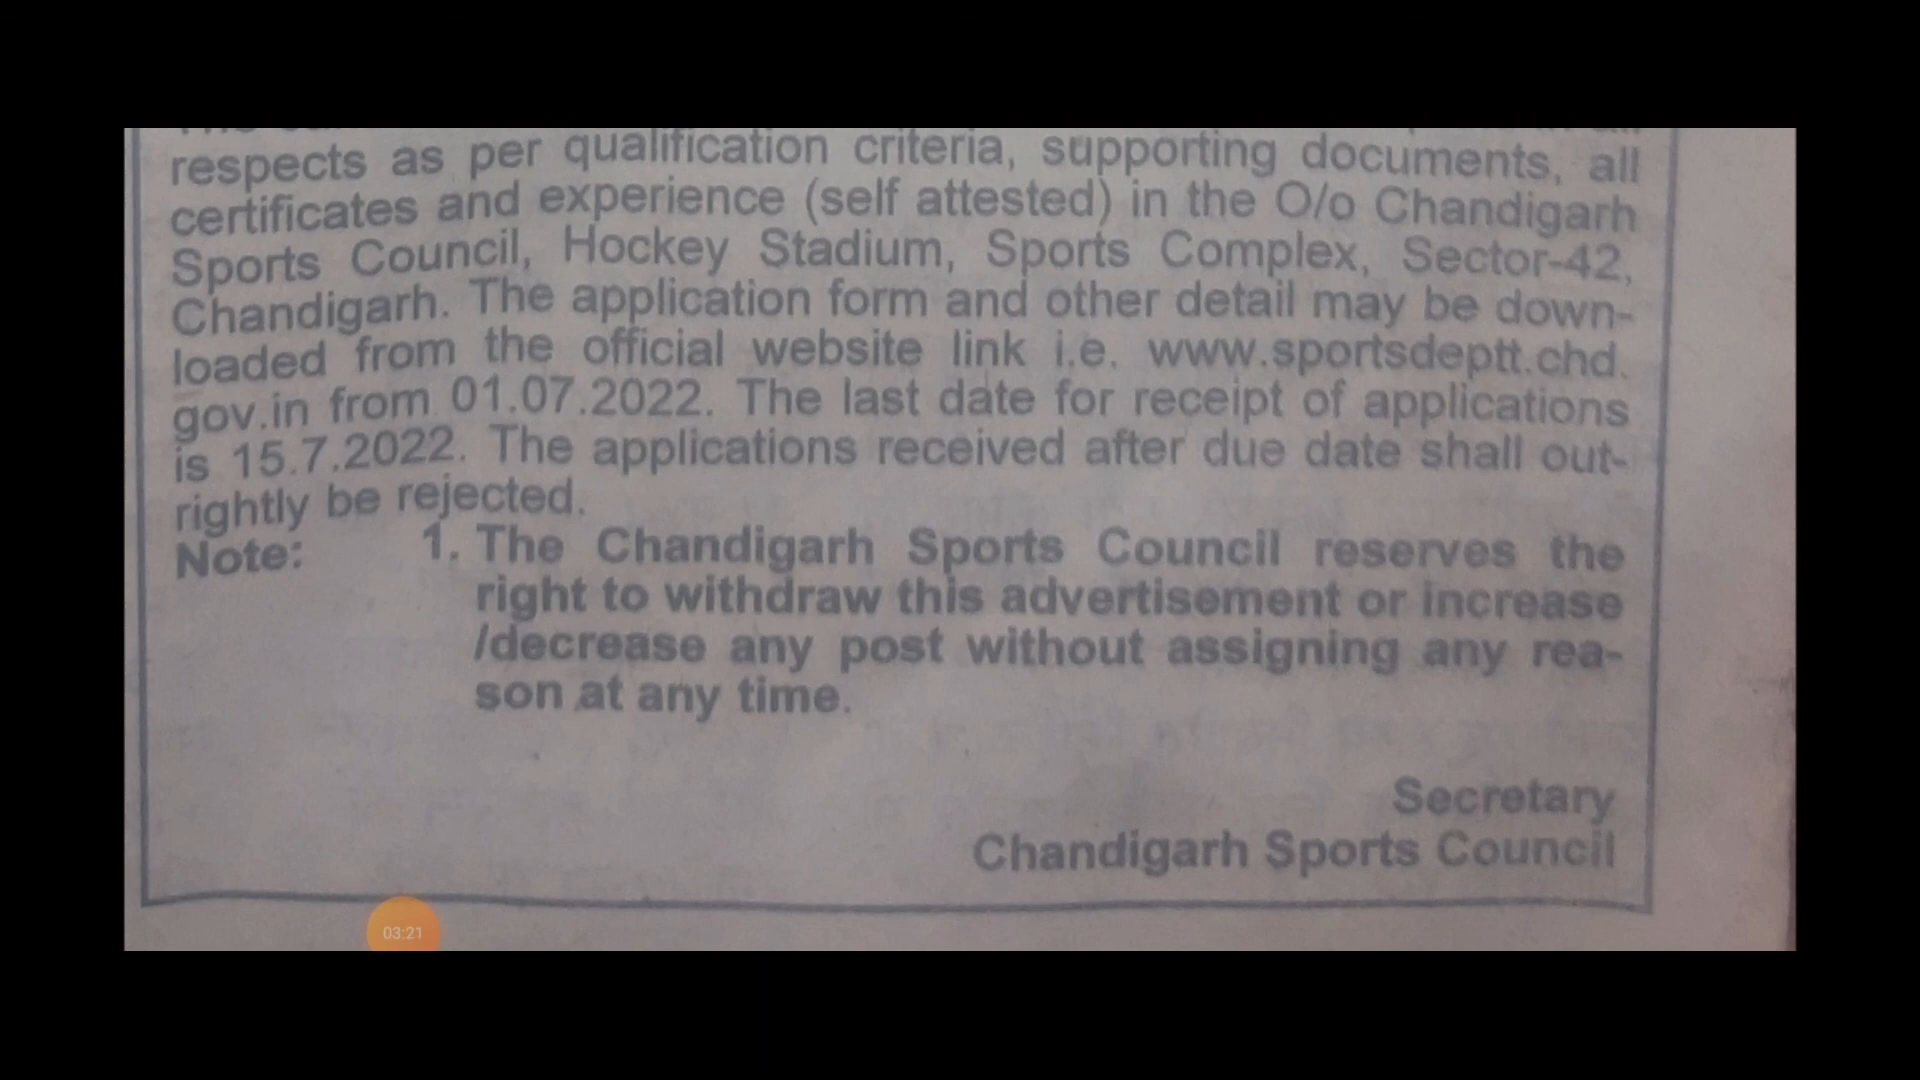 respects as per qualification criteria, supporting documents, all
certificates and experience (self attested) in the O/o Chandigarh
Sports Council, Hockey Stadium, Sports Complex, Sector-42,
Chandigarh. The application form and other detail may be down-
loaded from the official website link i.e. www.sportsdeptt.chd.
gov.in from 01.07.2022. The last date for receipt of applications
is 15.7.2022. The applications received after due date shall out-
rightly be rejected.
Note: 1. The Chandigarh Sports Council reserves the
right to withdraw this advertisement or increase
/decrease any post without assigning any rea-
son at any time.
Secretary
Chandigarh Sports Council
03:21